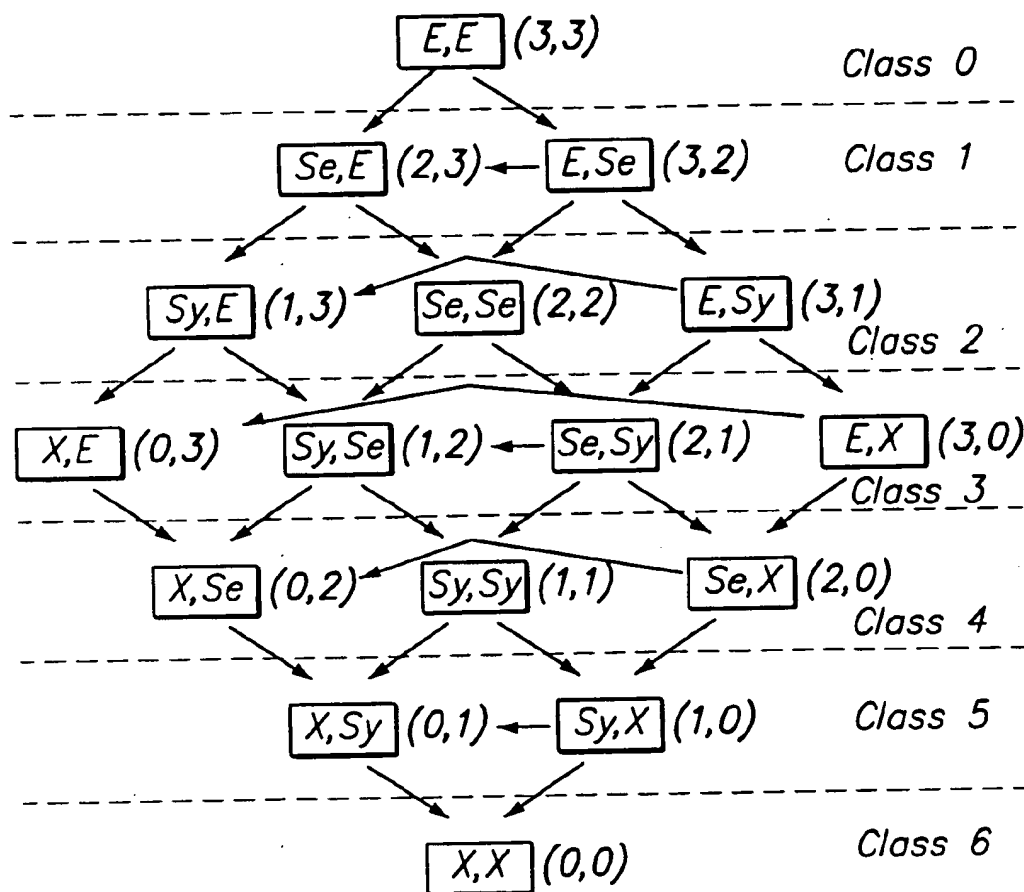 E,E (3,3)
Class 0
Se,E (2,3) E,Se (3,2) Class 1
Sy,E (1,3) Se,Se (2,2) E,Sy (3,1)
Class 2
X,E (0,3) Sy,Se (1,2) Se,Sy (2,1) E,X (3,0)
Class 3
X,Se (0,2) Sy,Sy (1,1) Se,X (2,0)
Class 4
X,Sy (0,1) Sy,X (1,0) Class 5
X,X (0,0) Class 6